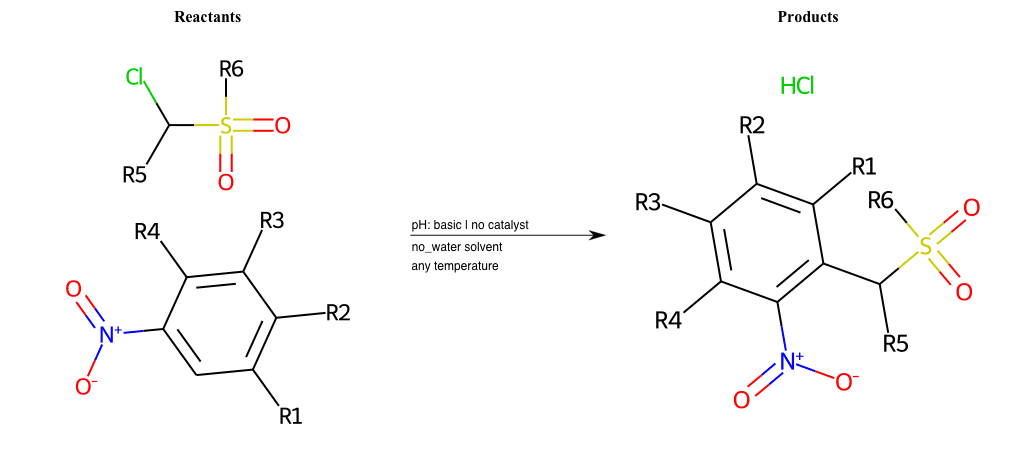 Reactants
Products
Cl
R6
S
O
R5
O
R4
R3
O
N+
R2
O-
R1
pH: basic | no catalyst
no_water solvent
any temperature
HCl
R2
R1
R3
R6
O
S
O
R4
R5
N+
O
O-